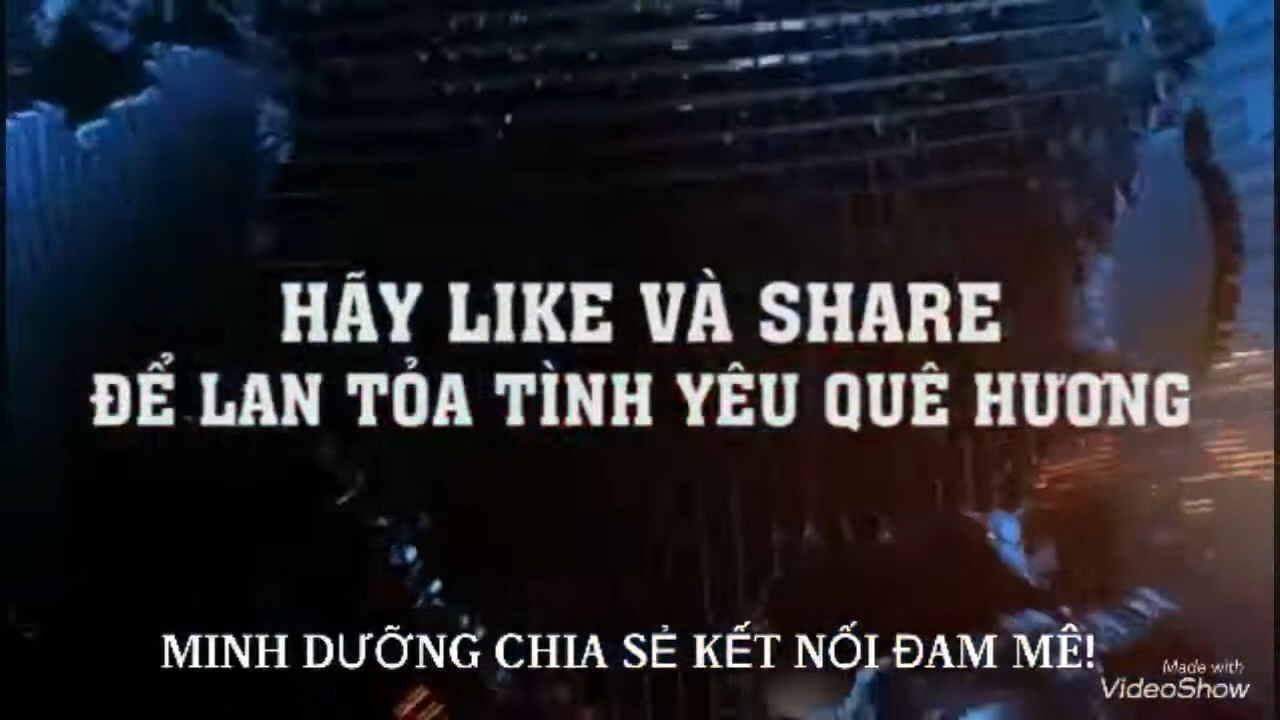 HÃY LIKE VÀ SHARE
ĐỂ LAN TỎA TÌNH YÊU QUÊ HƯƠNG
MINH DƯỠNG CHIA SẺ KẾT NỐI ĐAM MÊ!
Made with
VideoShow